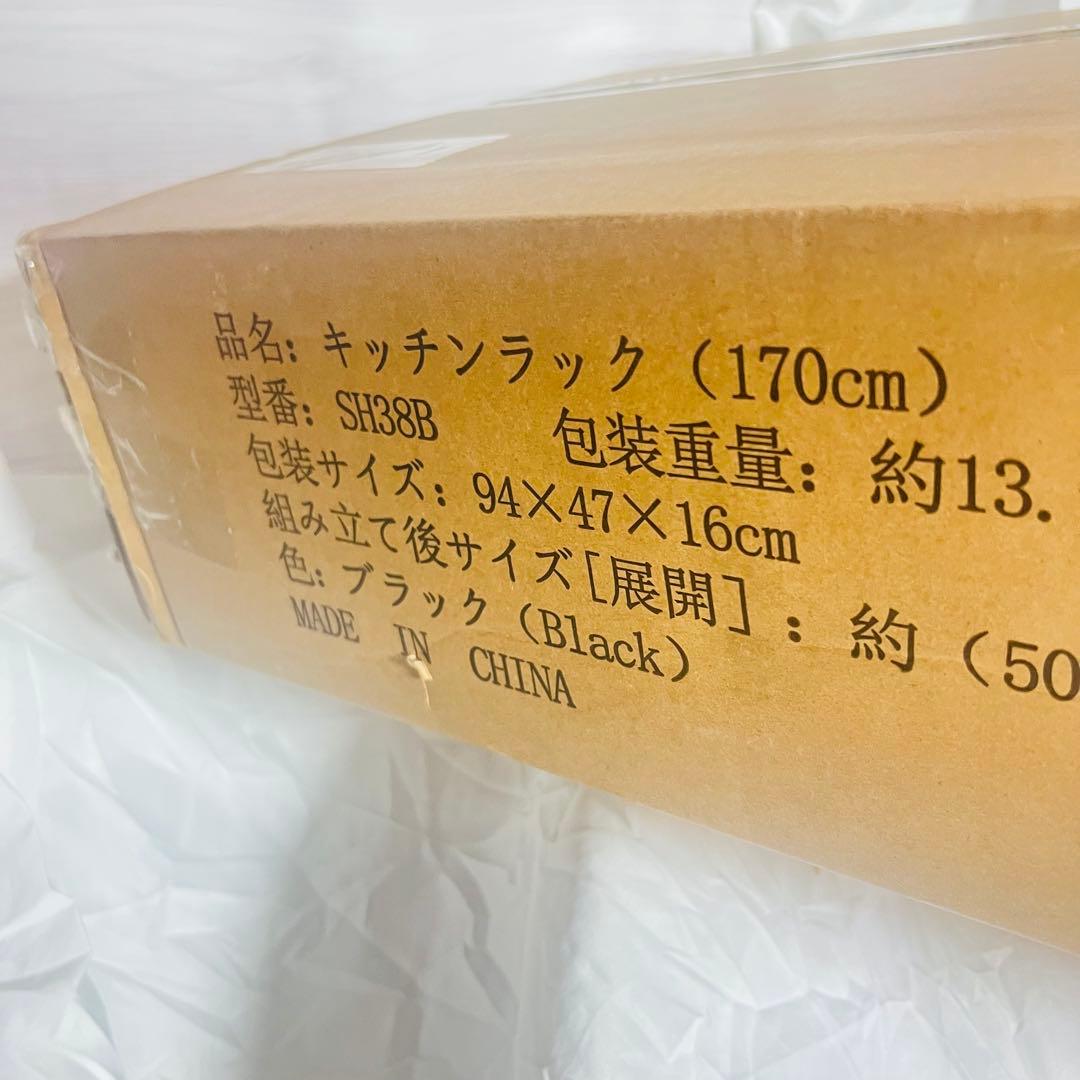 品名: キッチンラック（170cm）
型番: SH38B 包装重量: 約13.
包装サイズ: 94×47×16cm
組み立て後サイズ[展開]: 約（50
色: ブラック（Black）
MADE IN CHINA